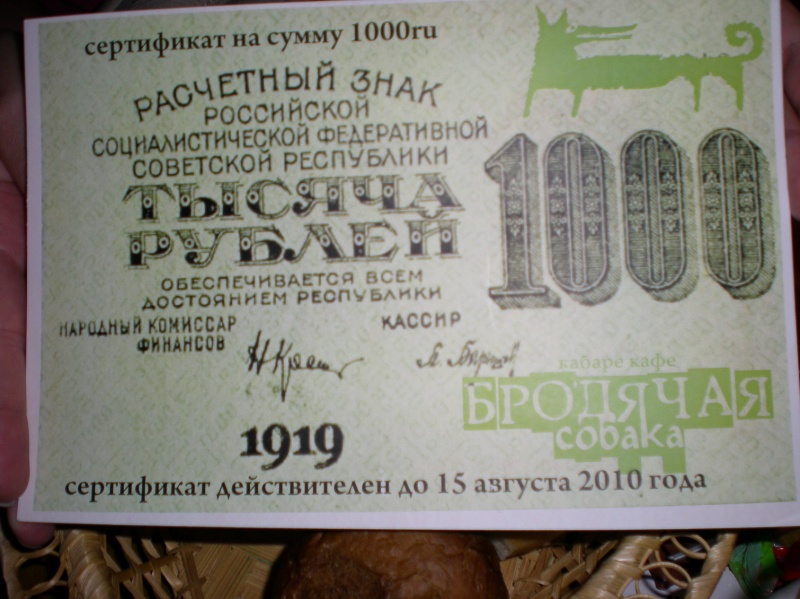 сертификат на сумму 1000ru
РАСЧЕТНЫЙ ЗНАК
РОССИЙСКОЙ
СОЦИАЛИСТИЧЕСКОЙ ФЕДЕРАТИВНОЙ
СОВЕТСКОЙ РЕСПУБЛИКИ
ТЫСЯЧА
РУБЛЕЙ
1000
ОБЕСПЕЧИВАЕТСЯ ВСЕМ
ДОСТОЯНИЕМ РЕСПУБЛИКИ
НАРОДНЫЙ КОМИССАР
ФИНАНСОВ
КАССИР
кабаре кафе
БРОДЯЧАЯ
собака
1919
сертификат действителен до 15 августа 2010 года